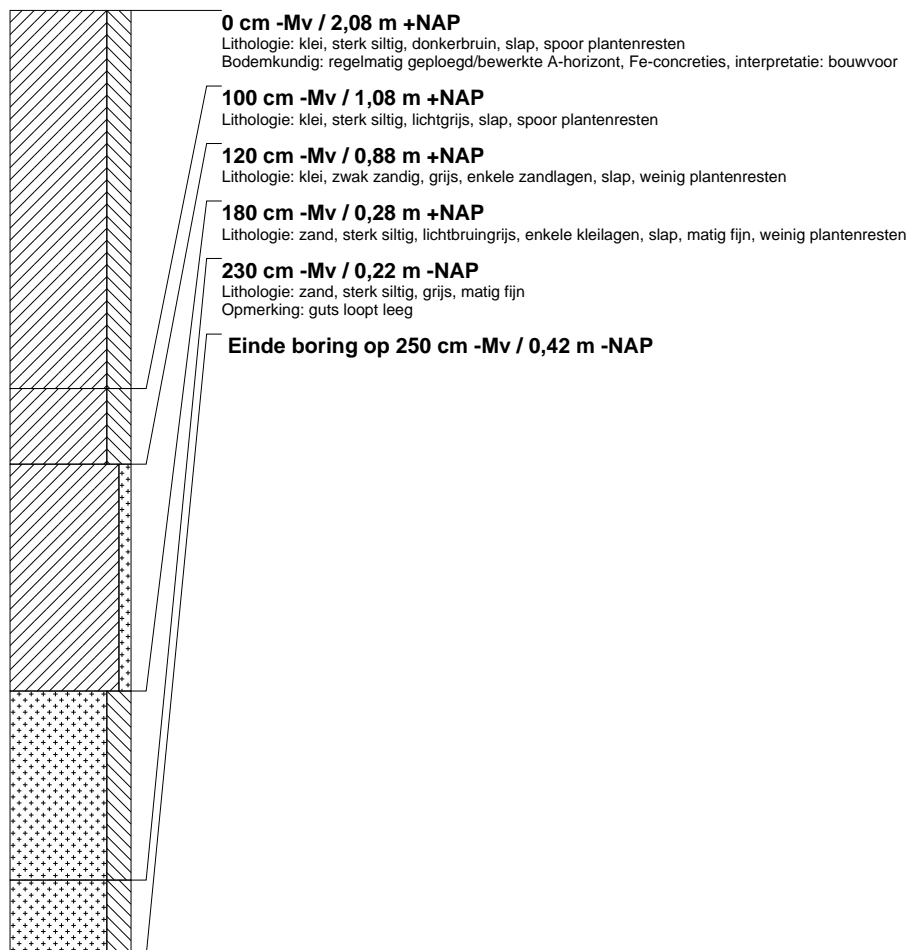 0 cm -Mv / 2,08 m +NAP
Lithologie: klei, sterk siltig, donkerbruin, slap, spoor plantenresten
Bodemkundig: regelmatig geploegd/bewerkte A-horizont, Fe-concreties, interpretatie: bouwvoor
100 cm -Mv / 1,08 m +NAP
Lithologie: klei, sterk siltig, lichtgrijs, slap, spoor plantenresten
120 cm -Mv / 0,88 m +NAP
Lithologie: klei, zwak zandig, grijs, enkele zandlagen, slap, weinig plantenresten
180 cm -Mv / 0,28 m +NAP
Lithologie: zand, sterk siltig, lichtbruingrijs, enkele kleilagen, slap, matig fijn, weinig plantenresten
230 cm -Mv / 0,22 m -NAP
Lithologie: zand, sterk siltig, grijs, matig fijn
Opmerking: guts loopt leeg
Einde boring op 250 cm -Mv / 0,42 m -NAP